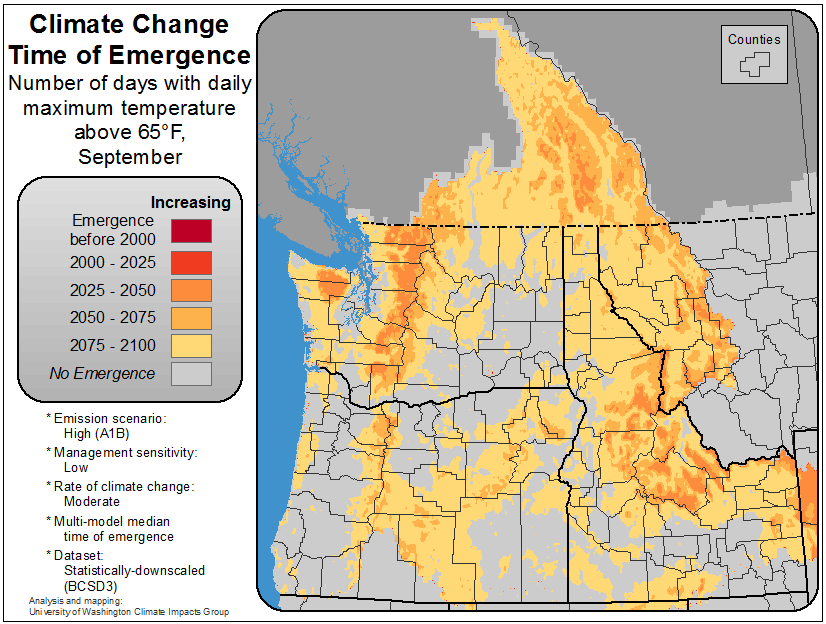 Climate Change
Time of Emergence
Number of days with daily
maximum temperature
above 65°F,
September
Increasing
Emergence
before 2000
2000 - 2025
2025 - 2050
2050 - 2075
2075 - 2100
No Emergence
* Emission scenario:
High (A1B)
* Management sensitivity:
Low
* Rate of climate change:
Moderate
* Multi-model median
time of emergence
* Dataset:
Statistically-downscaled
(BCSD3)
Analysis and mapping:
University of Washington Climate Impacts Group
Counties